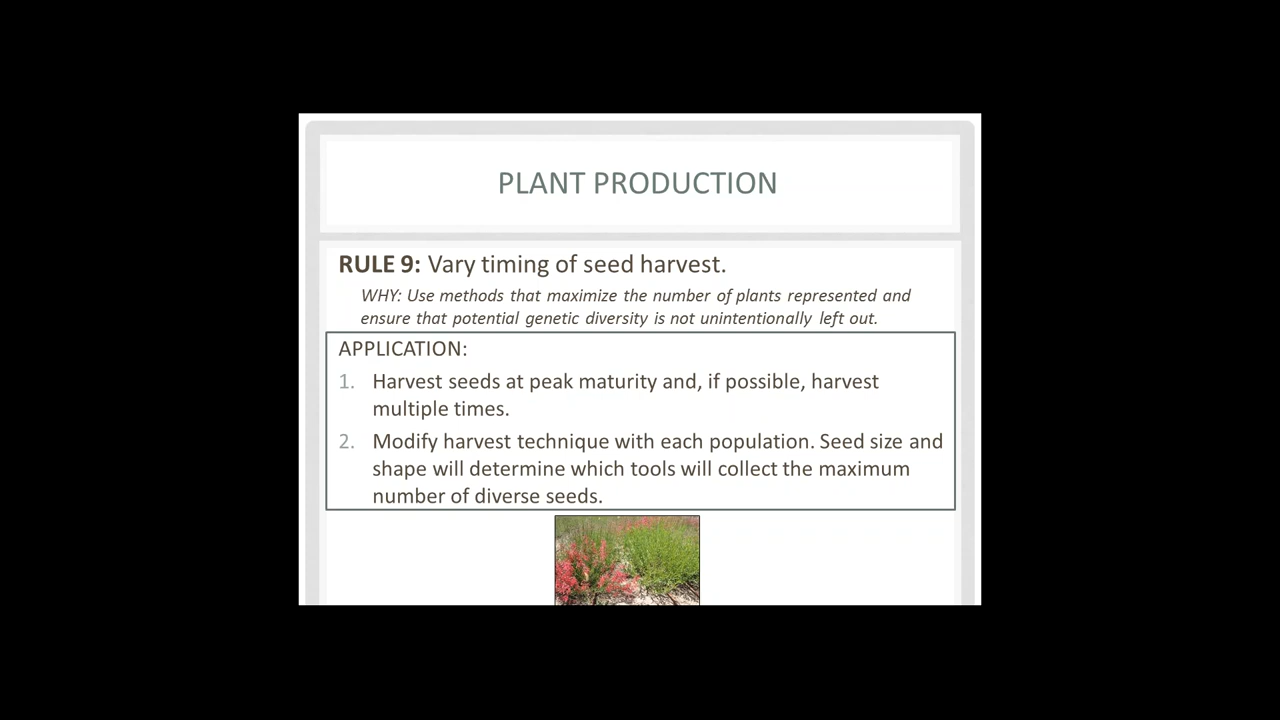 PLANT PRODUCTION
RULE 9: Vary timing of seed harvest.
WHY: Use methods that maximize the number of plants represented and
ensure that potential genetic diversity is not unintentionally left out.
APPLICATION:
1. Harvest seeds at peak maturity and, if possible, harvest
multiple times.
2. Modify harvest technique with each population. Seed size and
shape will determine which tools will collect the maximum
number of diverse seeds.